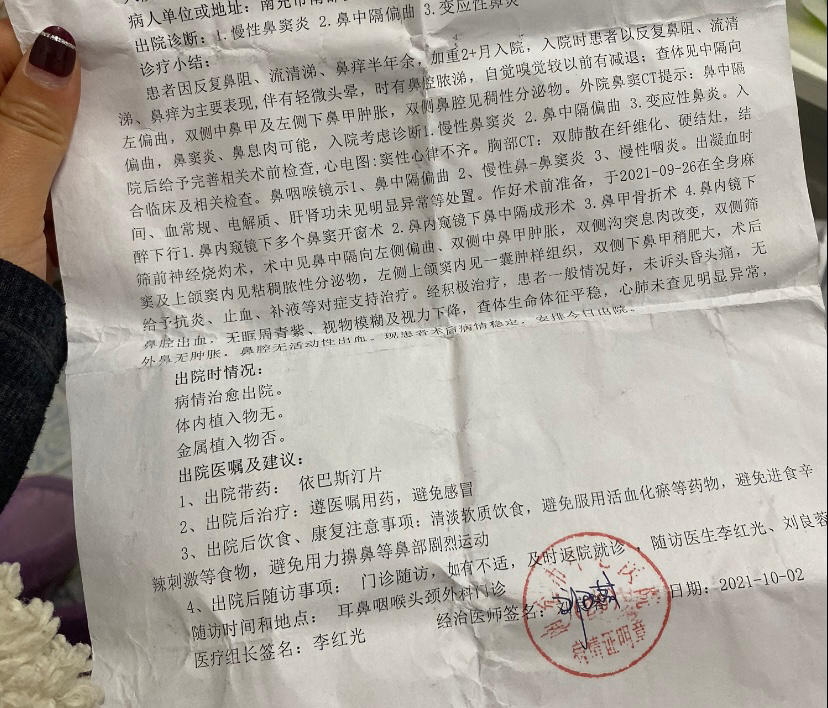 病人单位或地址：南充市南部
出院诊断：1.慢性鼻窦炎 2.鼻中隔偏曲 3.变应性鼻炎
诊疗小结：
患者因反复鼻阻、流清涕、鼻痒半年余，加重2+月入院，入院时患者以反复鼻阻、流清
涕、鼻痒为主要表现，伴有轻微头晕，时有鼻腔脓涕，自觉嗅觉较以前有减退；查体见中隔向
左偏曲，双侧中鼻甲及左侧下鼻甲肿胀，双侧鼻腔见稠性分泌物。外院鼻窦CT提示：鼻中隔
偏曲，鼻窦炎、鼻息肉可能，入院考虑诊断1.慢性鼻窦炎 2.鼻中隔偏曲 3.变应性鼻炎。入
院后给予完善相关术前检查，心电图：窦性心律不齐。胸部CT：双肺散在纤维化、硬结灶，结
合临床及相关检查。鼻咽喉镜示1、鼻中隔偏曲 2、慢性鼻-鼻窦炎 3、慢性咽炎。出凝血时
间、血常规、电解质、肝肾功未见明显异常等处置。作好术前准备，于2021-09-26在全身麻
醉下行1.鼻内窥镜下多个鼻窦开窗术 2.鼻内窥镜下鼻中隔成形术 3.鼻甲骨折术 4.鼻内镜下
筛前神经烧灼术，术中见鼻中隔向左侧偏曲、双侧中鼻甲肿胀，双侧沟突息肉改变，双侧筛
窦及上颌窦内见粘稠脓性分泌物，左侧上颌窦内见一囊肿样组织，双侧下鼻甲稍肥大，术后
给予抗炎、止血、补液等对症支持治疗。经积极治疗，患者一般情况好，未诉头昏头痛，无
鼻腔出血，无眶周青紫、视物模糊及视力下降，查体生命体征平稳，心肺未查见明显异常，
外鼻无肿胀，鼻腔无活动性出血。现患者术后病情稳定，安排今日出院。
出院时情况：
病情治愈出院。
体内植入物无。
金属植入物否。
出院医嘱及建议：
1、出院带药： 依巴斯汀片
2、出院后治疗：遵医嘱用药，避免感冒
3、出院后饮食、康复注意事项：清淡软质饮食，避免服用活血化瘀等药物，避免进食辛
辣刺激等食物，避免用力擤鼻等鼻部剧烈运动
4、出院后随访事项： 门诊随访，如有不适，及时返院就诊，随访医生李红光、刘良蓉
随访时间和地点： 耳鼻咽喉头颈外科门诊
医疗组长签名：李红光 经治医师签名： 日期：2021-10-02